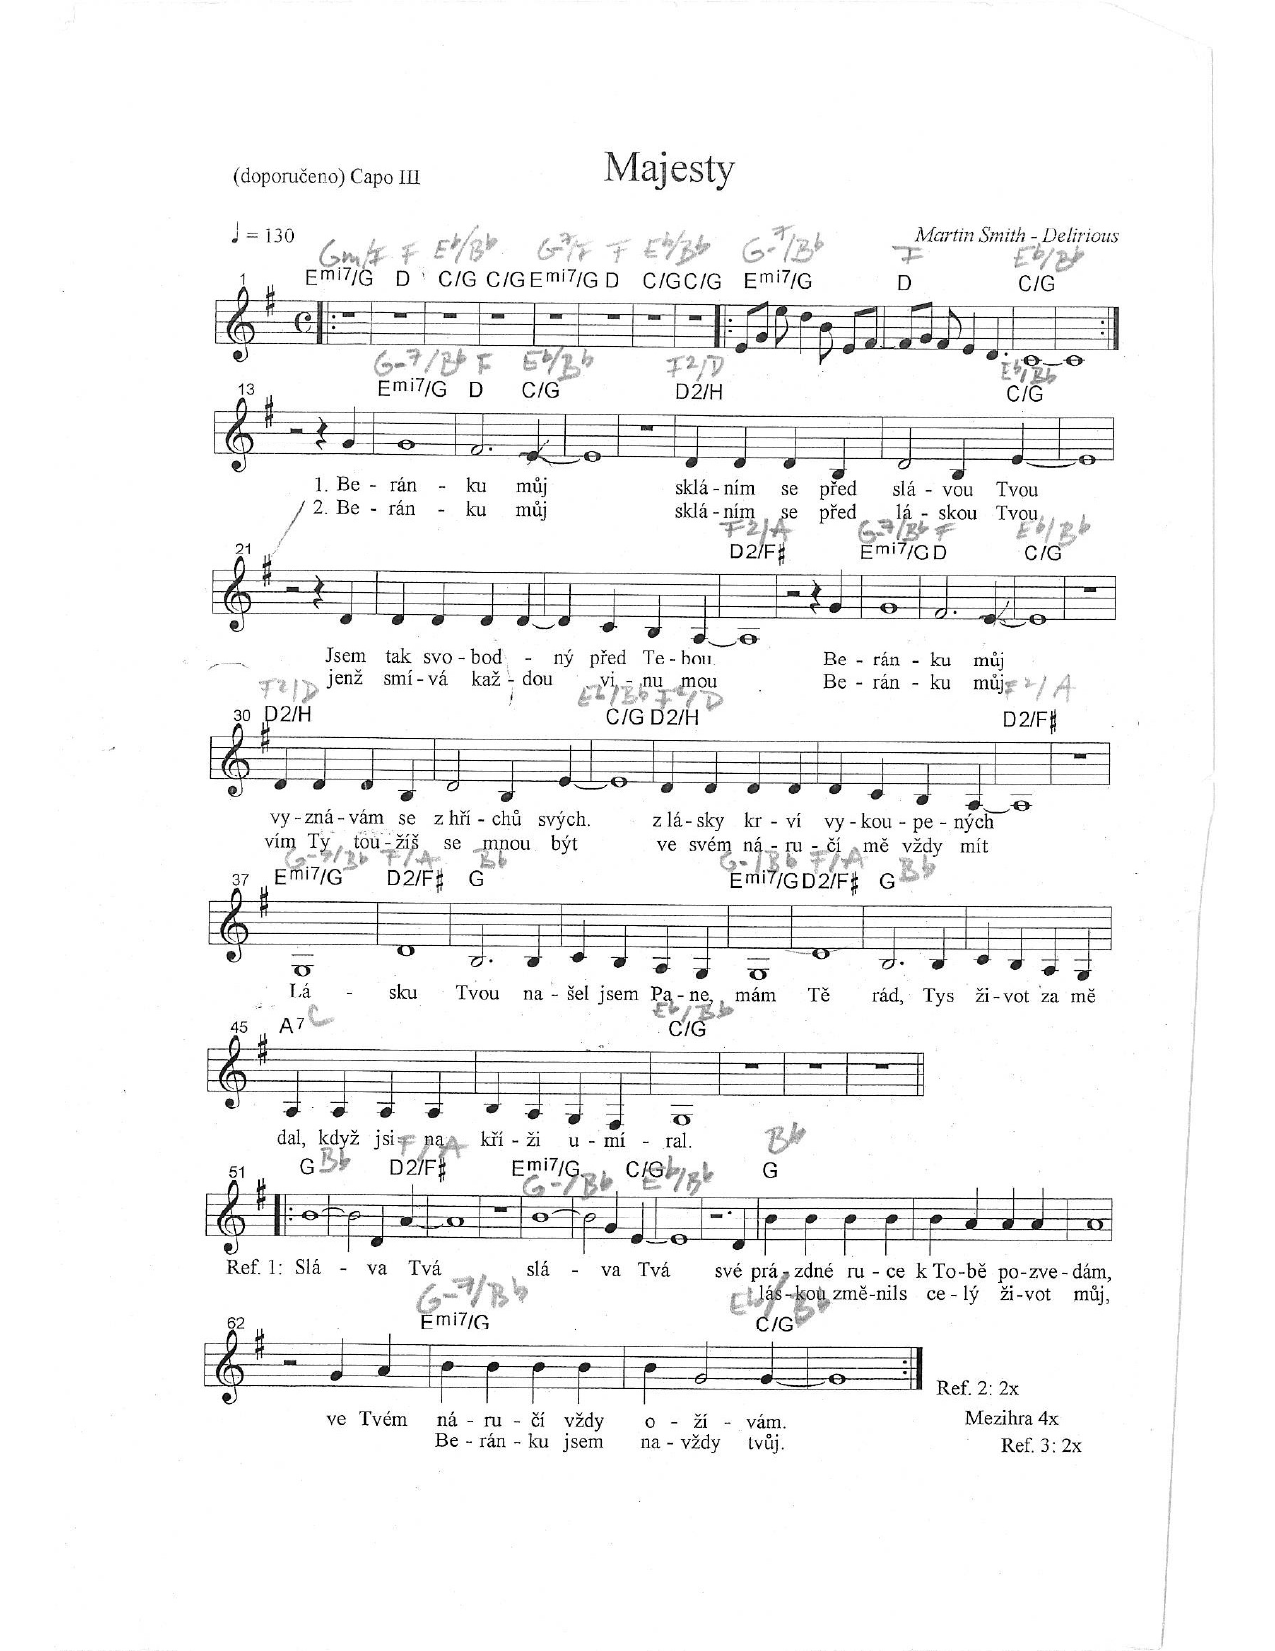 Majesty
(doporučeno) Capo III
♩ = 130
Martin Smith - Delirious
Gm/F F E♭/B♭ G-7/F F E♭/B♭ G-7/B♭ F E♭/B♭
1 Emi7/G D C/G C/G Emi7/G D C/G C/G Emi7/G D C/G
G-7/B♭ F E♭/B♭ F2/D E♭/B♭
13 Emi7/G D C/G D2/H C/G
1. Be - rán - ku můj sklá - ním se před slá - vou Tvou
2. Be - rán - ku můj sklá - ním se před lá - skou Tvou
F2/A G-7/B♭ F E♭/B♭
21 D2/F# Emi7/G D C/G
Jsem tak svo - bod - ný před Te - bou. Be - rán - ku můj
jenž smí - vá kaž - dou vi - nu mou Be - rán - ku můj
F2/D E♭/B♭ F2/D F2/A
30 D2/H C/G D2/H D2/F#
vy - zná - vám se z hří - chů svých. z lá - sky kr - ví vy - kou - pe - ných
vím Ty tou - žíš se mnou být ve svém ná - ru - čí mě vždy mít
G-7/B♭ F/A B♭ G-/B♭ F/A B♭
37 Emi7/G D2/F# G Emi7/G D2/F# G
Lá - sku Tvou na - šel jsem Pa - ne, mám Tě rád, Tys ži - vot za mě
C E♭/B♭
45 A7 C/G
dal, když jsi na kří - ži u - mí - ral.
B♭ F/A G-/B♭ E♭/B♭ B♭
51 G D2/F# Emi7/G C/G G
Ref. 1: Slá - va Tvá slá - va Tvá své prá - zdné ru - ce k To - bě po - zve - dám,
lás - kou změ - nils ce - lý ži - vot můj,
G-7/B♭ E♭/B♭
62 Emi7/G C/G
ve Tvém ná - ru - čí vždy o - ží - vám.
Be - rán - ku jsem na - vždy tvůj.
Ref. 2: 2x
Mezihra 4x
Ref. 3: 2x